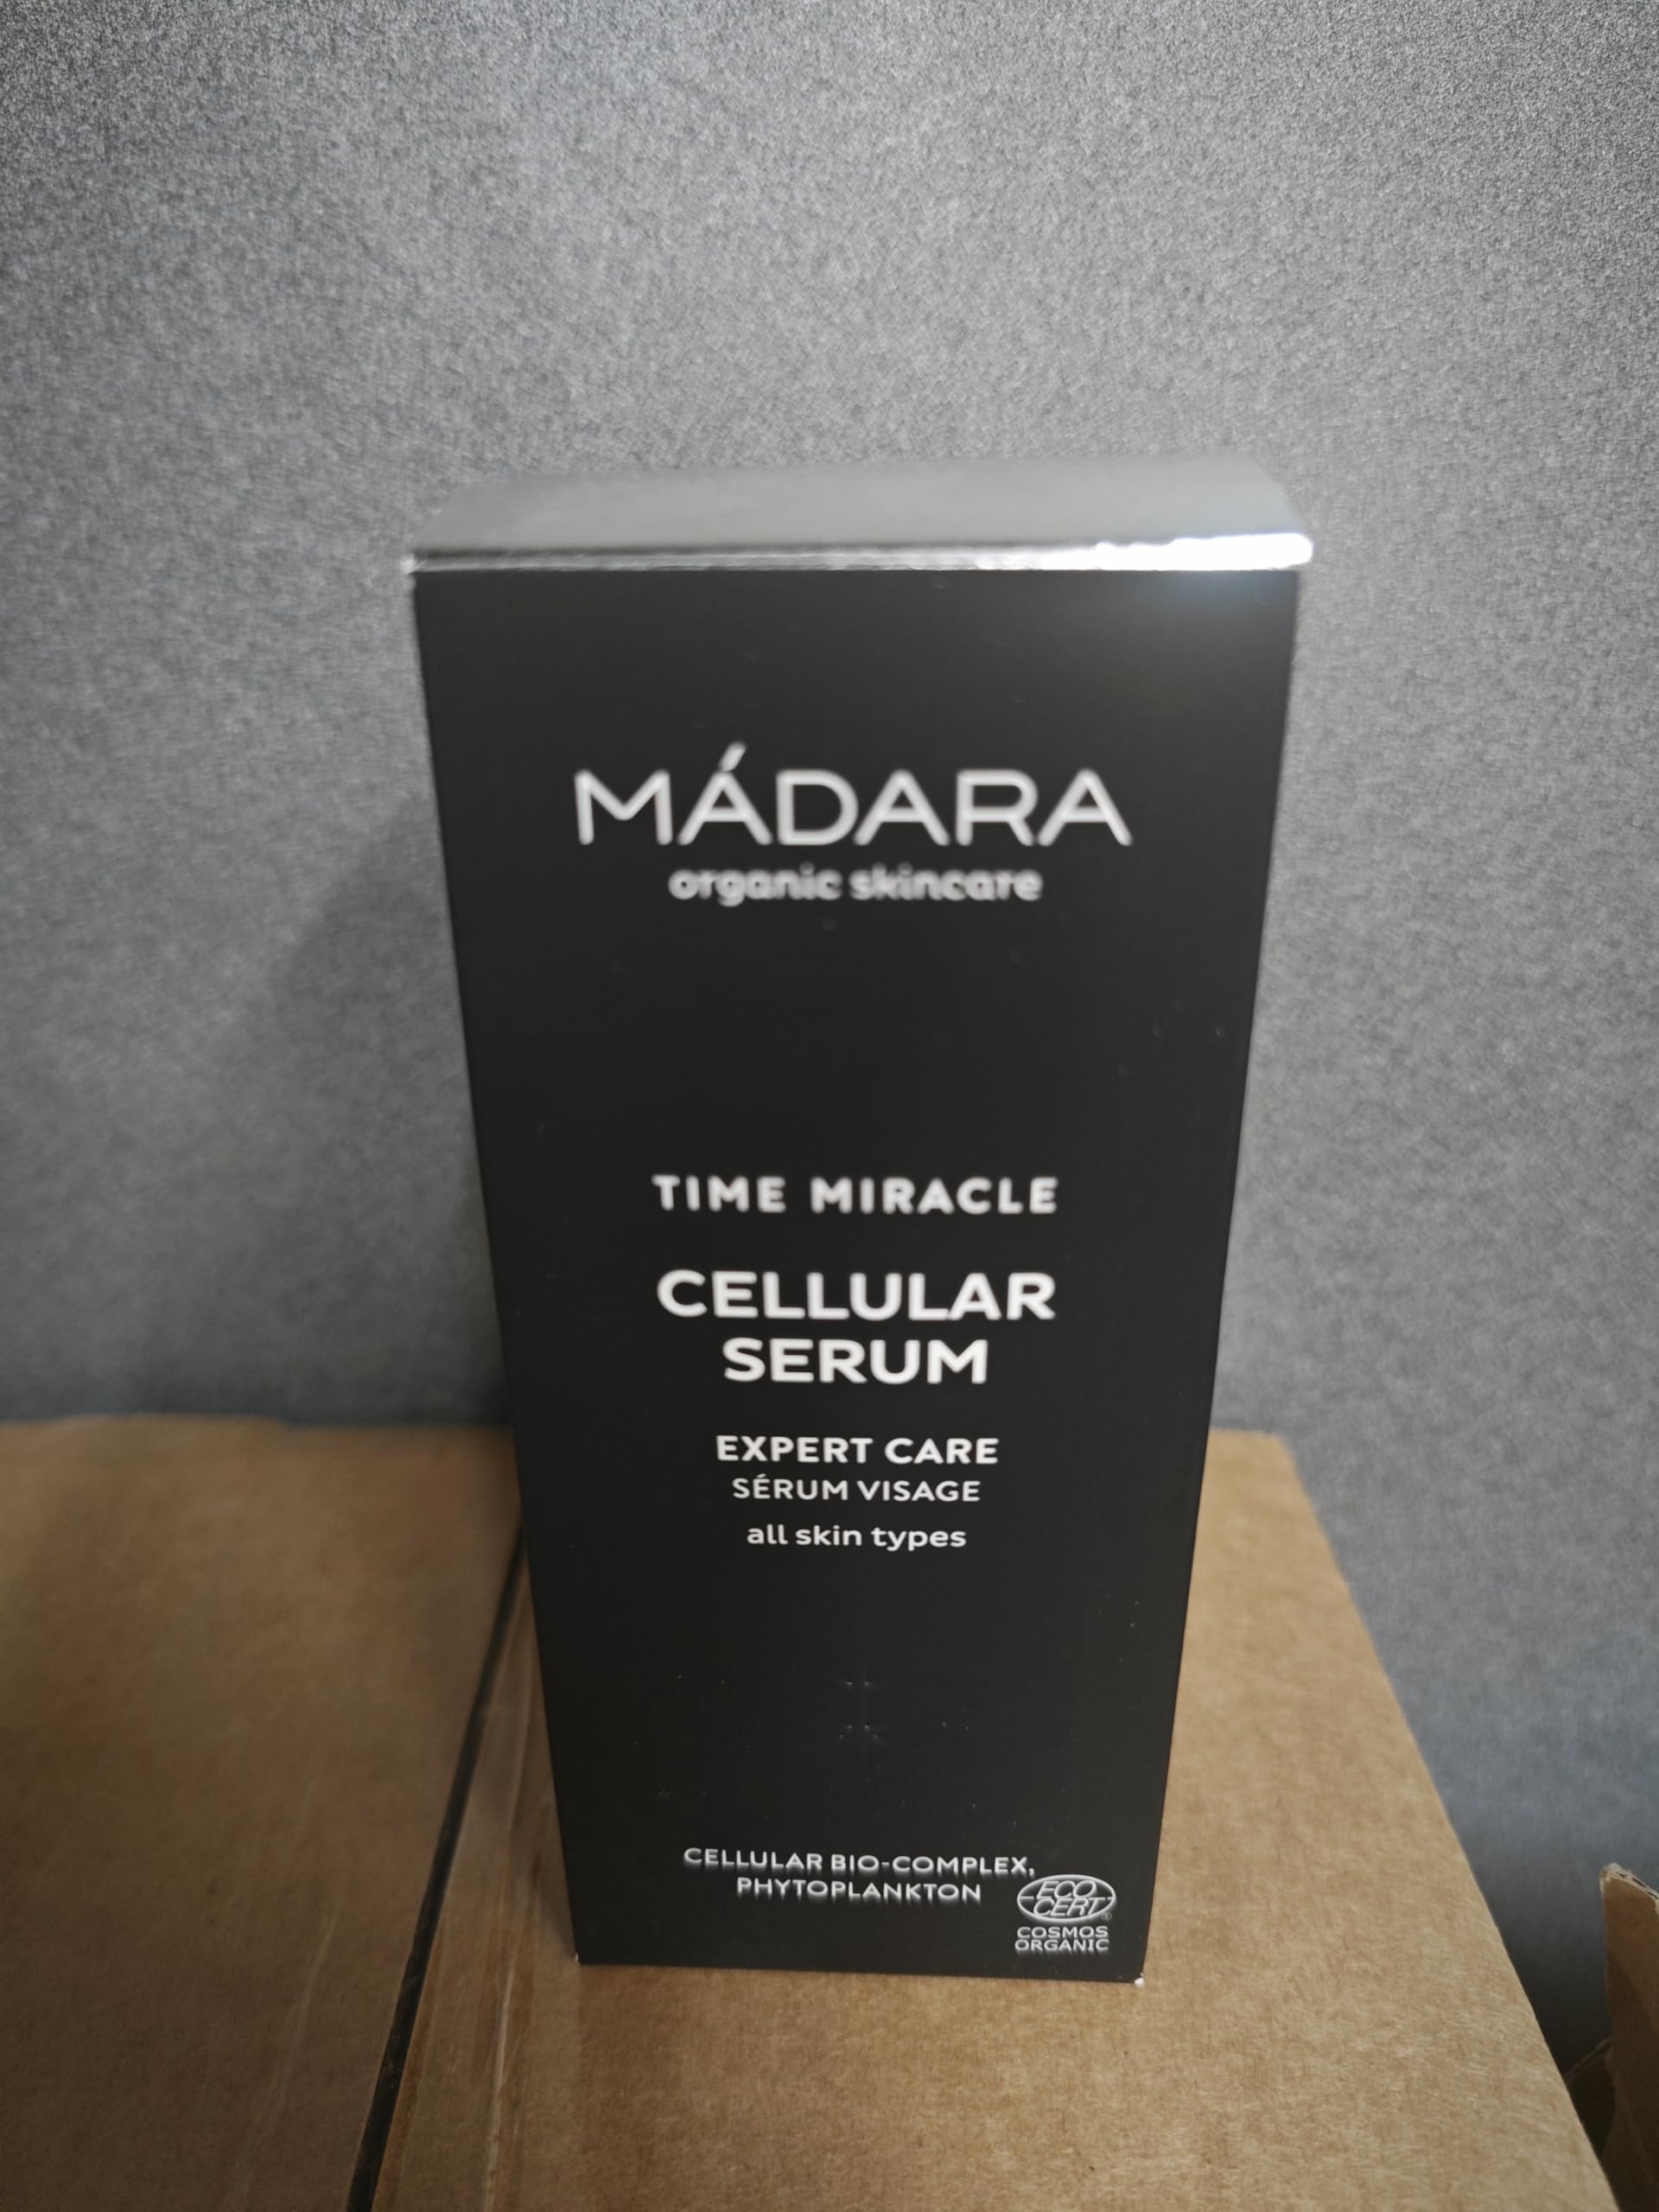 MÁDARA
organic skincare
TIME MIRACLE
CELLULAR
SERUM
EXPERT CARE
SÉRUM VISAGE
all skin types
CELLULAR BIO-COMPLEX,
PHYTOPLANKTON
ECO
CERT®
COSMOS
ORGANIC